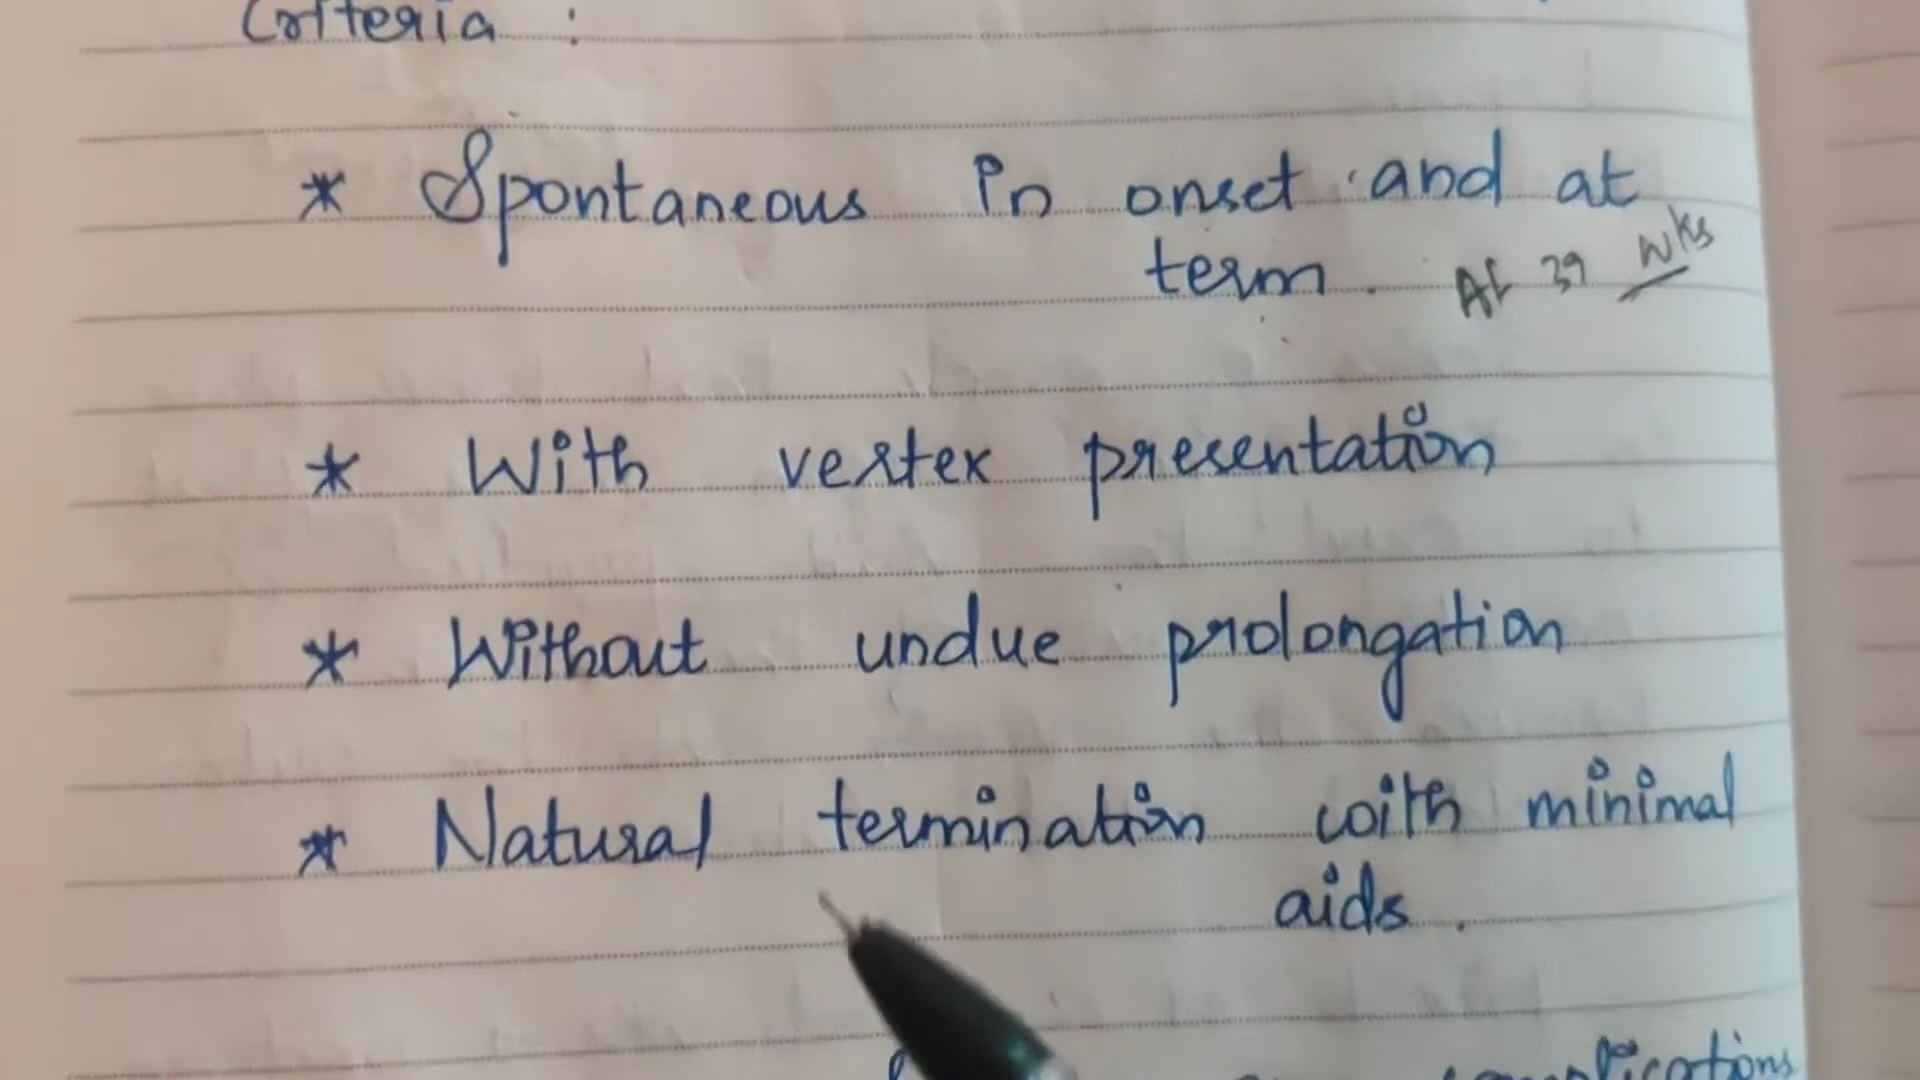 Criteria :
* Spontaneous in onset and at
term. At 39 wks
* With vertex presentation
* Without undue prolongation
* Natural termination with minimal
aids.